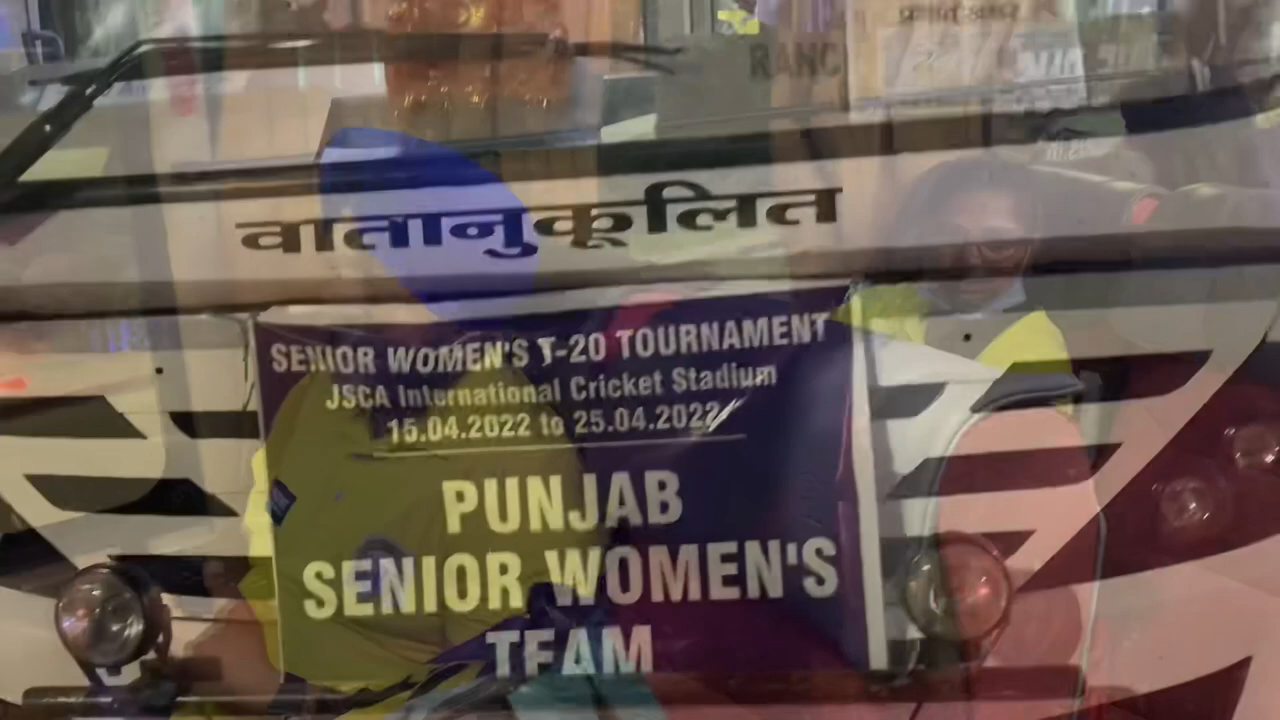 RANC
वातानुकूलित
SENIOR WOMEN'S T-20 TOURNAMENT
JSCA International Cricket Stadium
15.04.2022 to 25.04.2022
PUNJAB
SENIOR WOMEN'S
TEAM